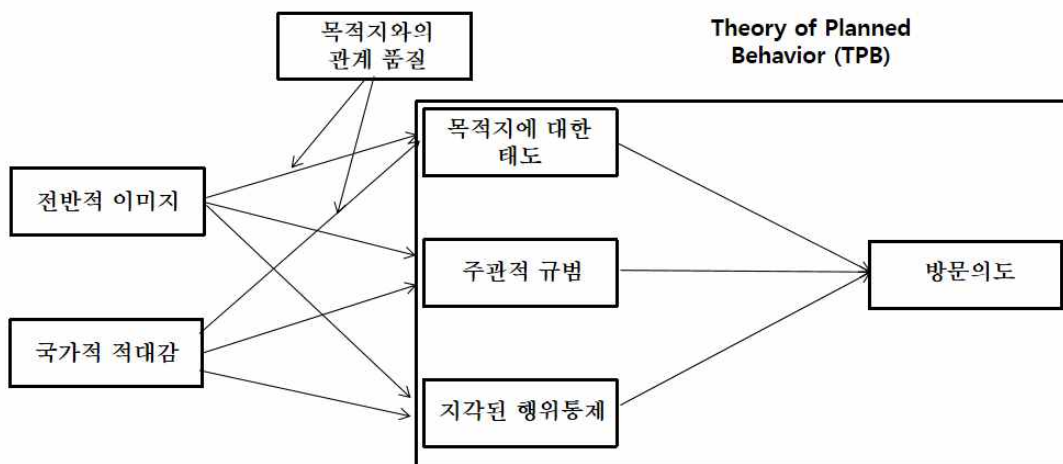 목적지와의
관계 품질
Theory of Planned
Behavior (TPB)
목적지에 대한
태도
전반적 이미지
주관적 규범
방문의도
국가적 적대감
지각된 행위통제